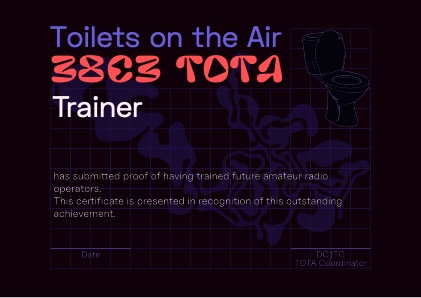 Toilets on the Air
38C3 TOTA
Trainer
has submitted proof of having trained future amateur radio
operators.
This certificate is presented in recognition of this outstanding
achievement.
Date
DC1TC
TOTA Coordinator